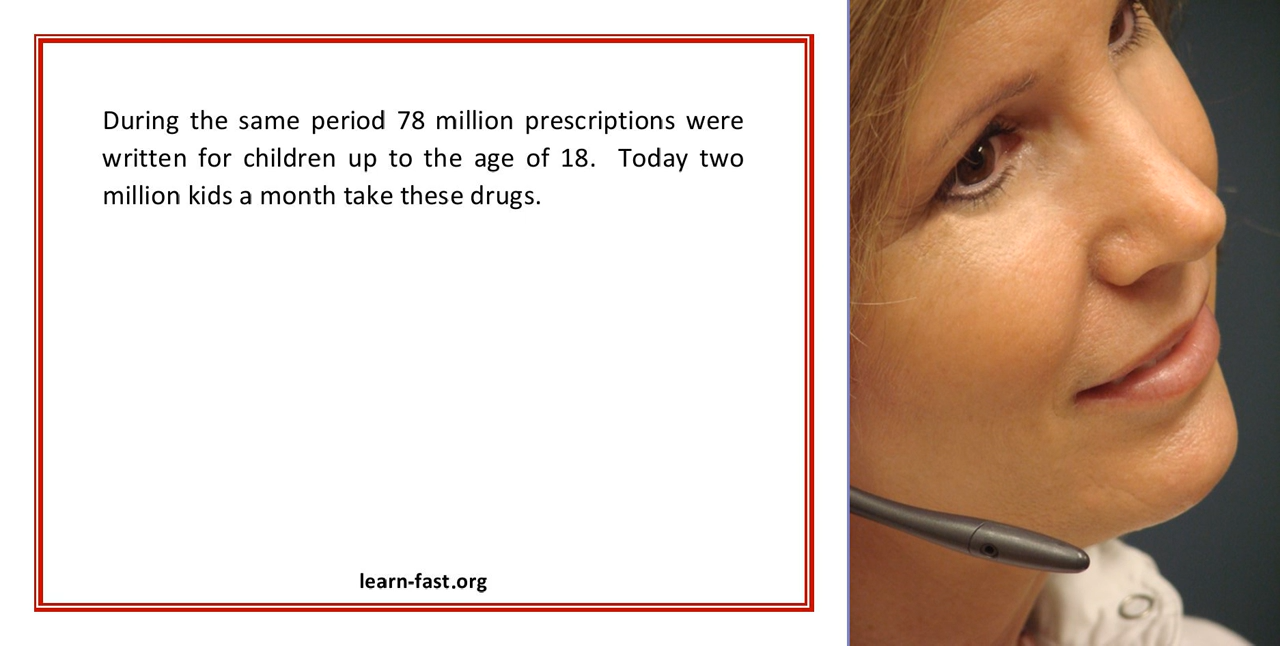 During the same period 78 million prescriptions were
written for children up to the age of 18.  Today two
million kids a month take these drugs.
learn-fast.org